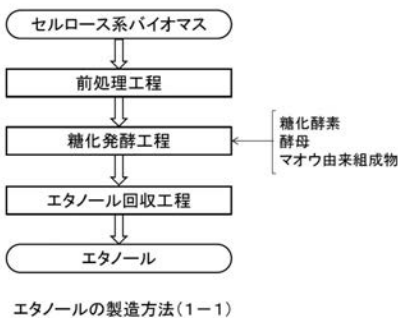 セルロース系バイオマス
前処理工程
糖化発酵工程
糖化酵素
酵母
マオウ由来組成物
エタノール回収工程
エタノール
エタノールの製造方法(1-1)